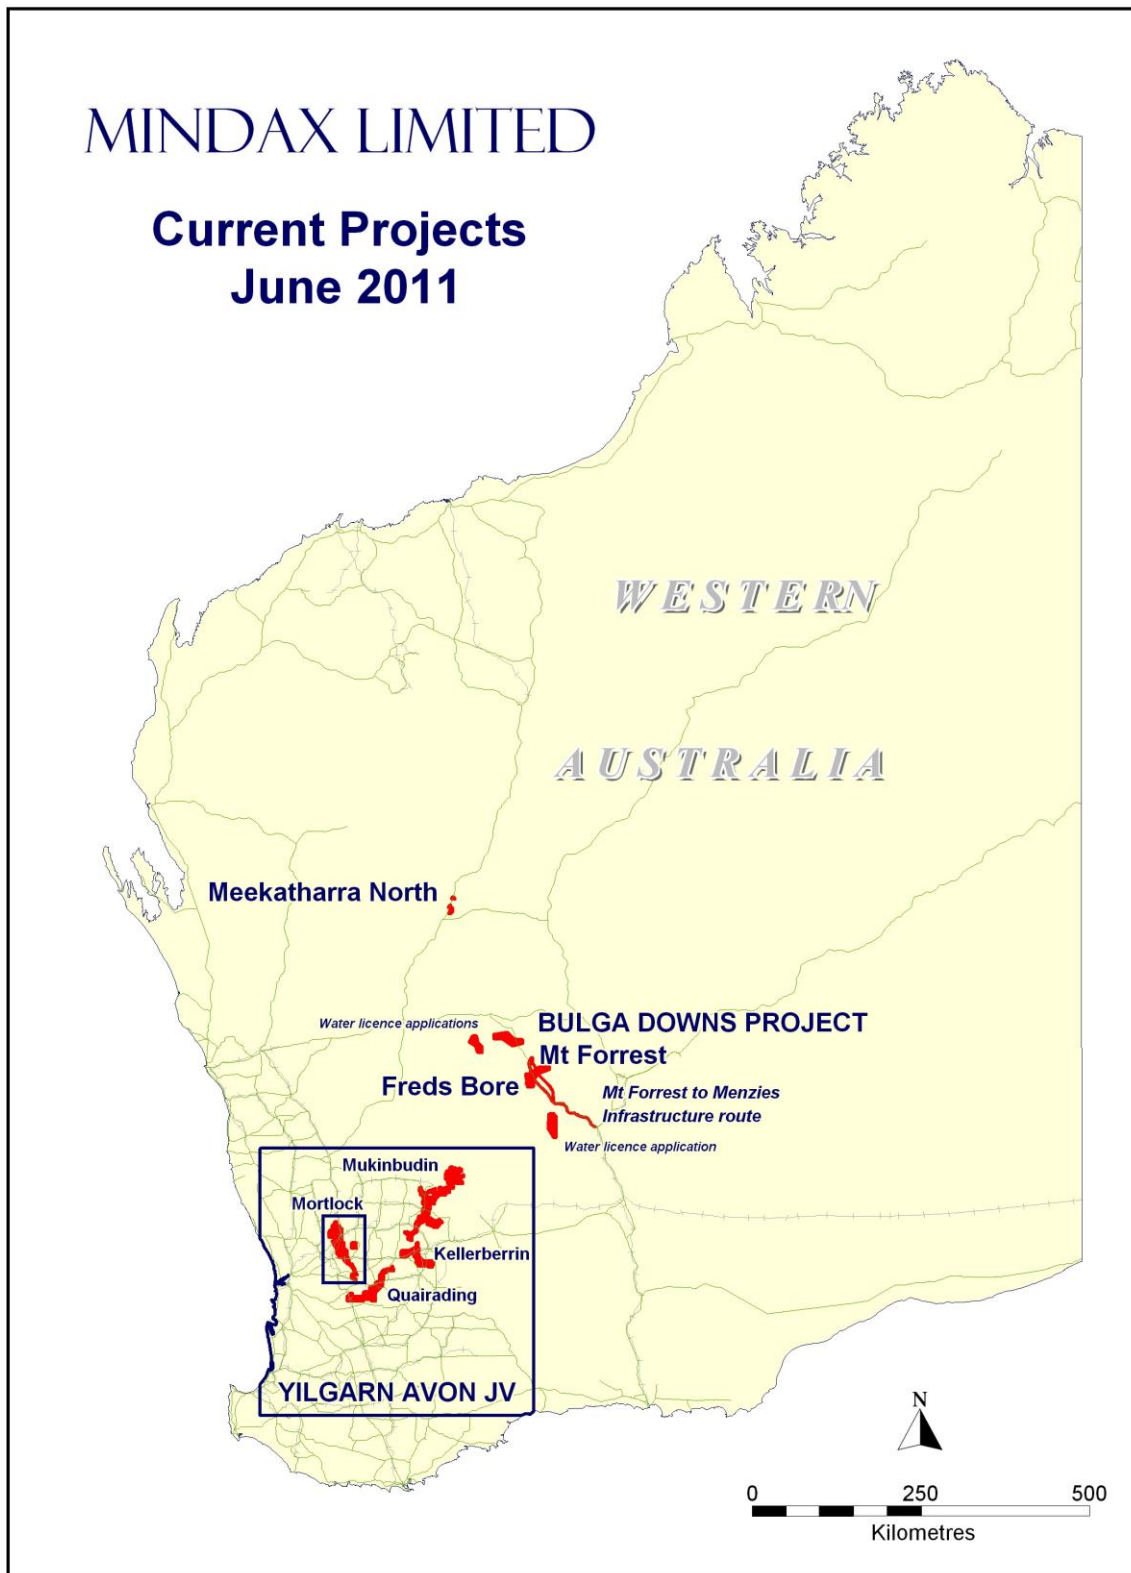 MINDAX LIMITED
Current Projects
June 2011
WESTERN
AUSTRALIA
Meekatharra North
Water licence applications
BULGA DOWNS PROJECT
Mt Forrest
Freds Bore
Mt Forrest to Menzies
Infrastructure route
Water licence application
Mukinbudin
Mortlock
Kellerberrin
Quairading
YILGARN AVON JV
N
0 250 500
Kilometres